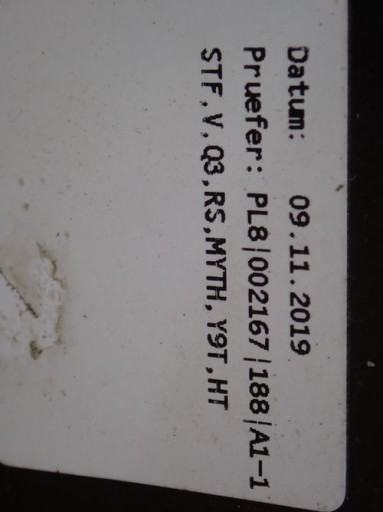 Datum: 09.11.2019
Pruefer: PL8|002167|188|A1-1
STF,V,Q3,RS,MYTH,Y9T,HT